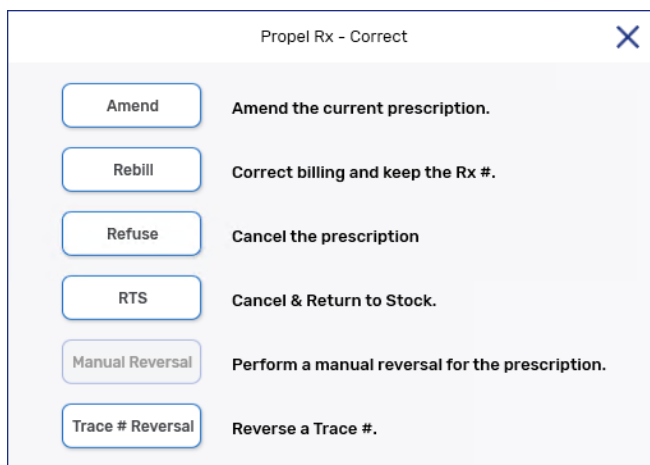 Propel Rx - Correct
Amend Amend the current prescription.
Rebill Correct billing and keep the Rx #.
Refuse Cancel the prescription
RTS Cancel & Return to Stock.
Manual Reversal Perform a manual reversal for the prescription.
Trace # Reversal Reverse a Trace #.